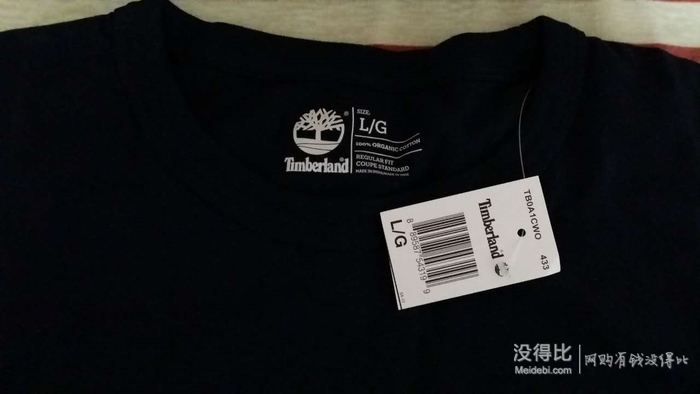 Timberland
®
SIZE:
L/G
100% ORGANIC COTTON
REGULAR FIT
COUPE STANDARD
TB0A1CWO 433
Timberland
L/G
没得比
Meidebi.com
网购有钱没得比